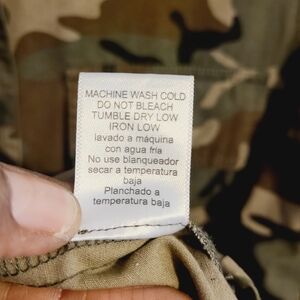 MACHINE WASH COLD
DO NOT BLEACH
TUMBLE DRY LOW
IRON LOW
lavado a máquina
con agua fria
No use blanqueador
secar a temperatura
baja
Planchado a
temperatura baja